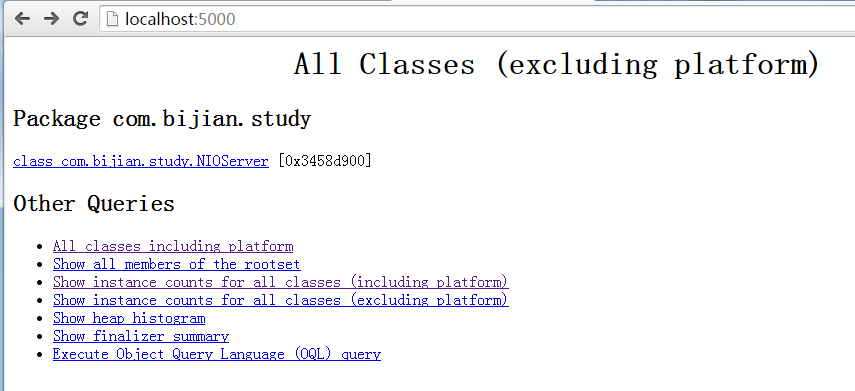 localhost:5000
All Classes (excluding platform)
Package com.bijian.study
class com.bijian.study.NIOServer [0x3458d900]
Other Queries
All classes including platform
Show all members of the rootset
Show instance counts for all classes (including platform)
Show instance counts for all classes (excluding platform)
Show heap histogram
Show finalizer summary
Execute Object Query Language (OQL) query